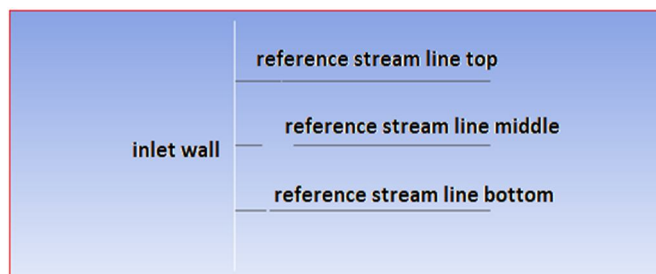 reference stream line top
reference stream line middle
inlet wall
reference stream line bottom